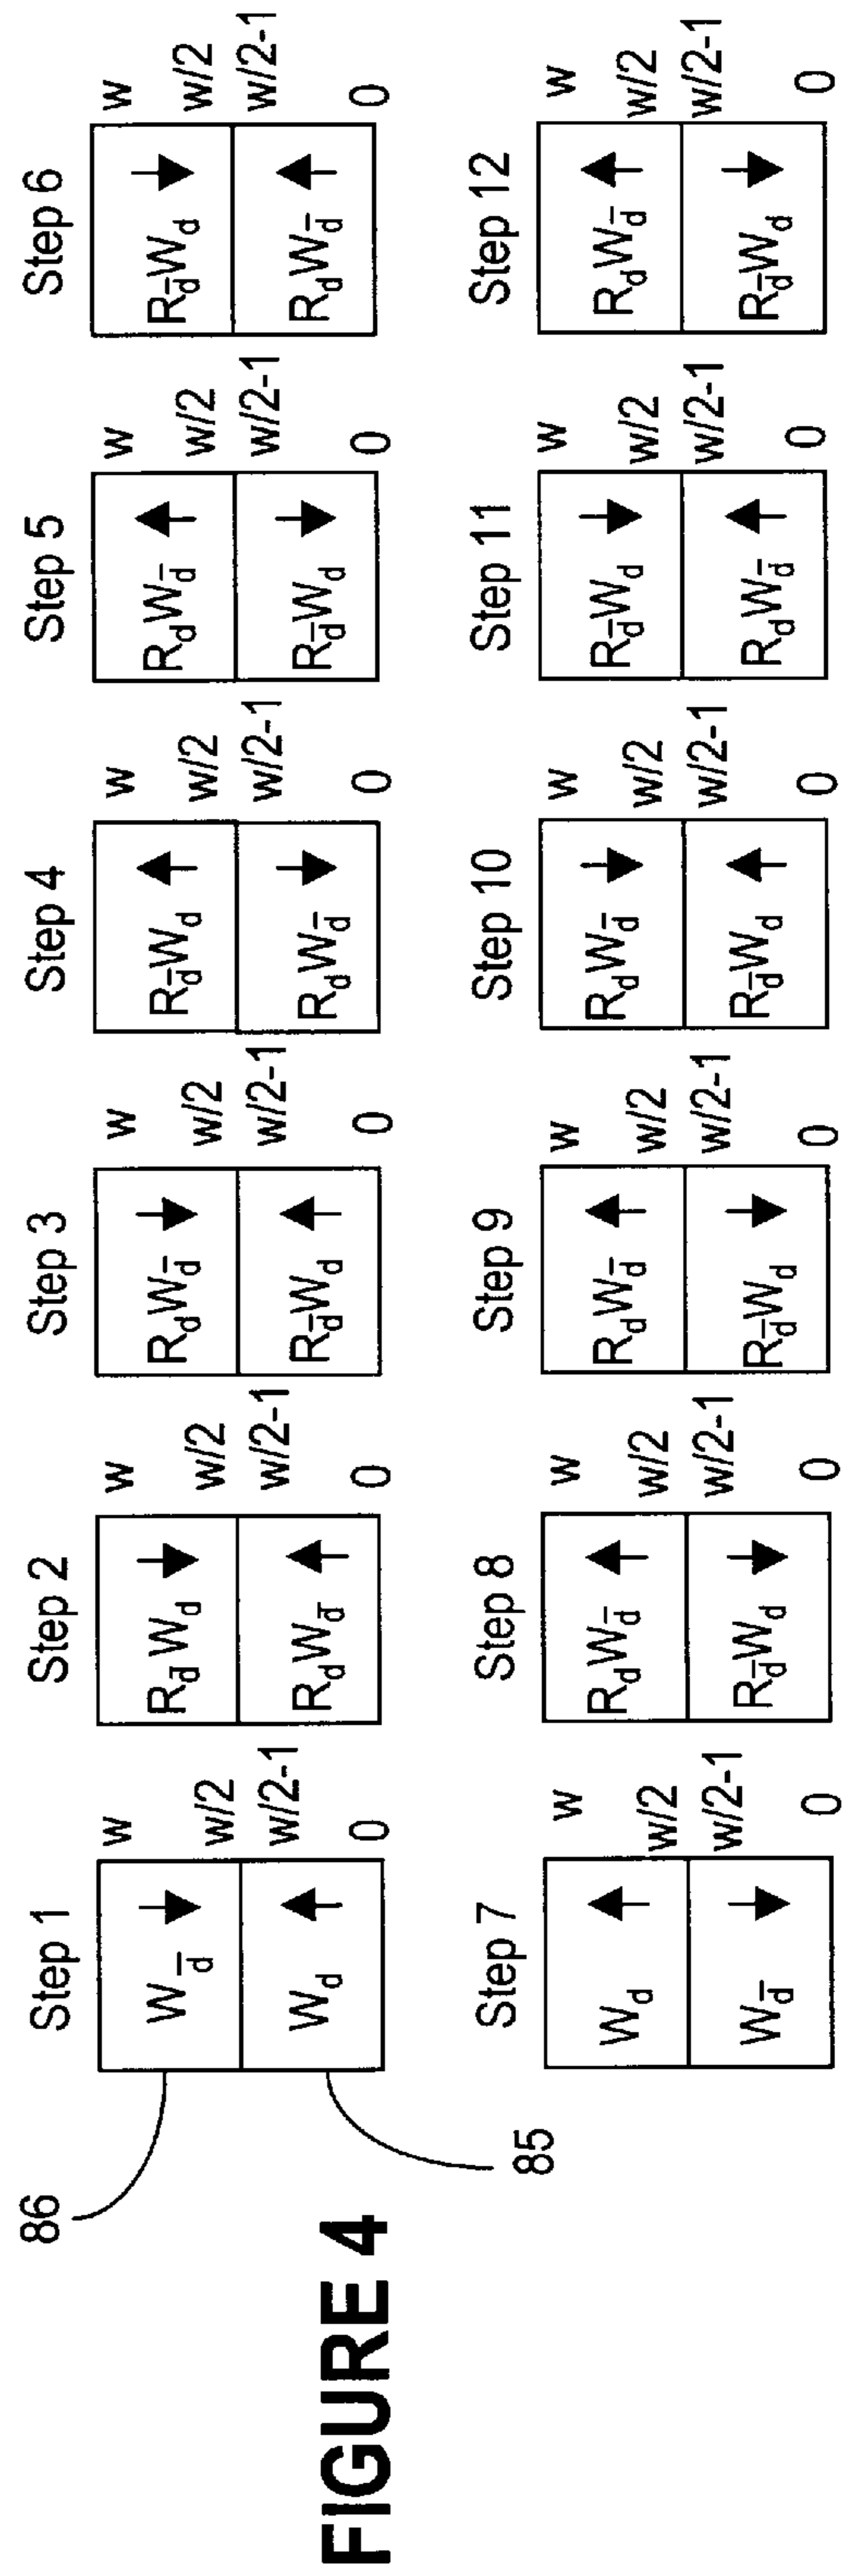 FIGURE 4
86
85
Step 1
W_d̄
W_d
w
w/2
w/2-1
0
Step 2
R_d̄W_d
R_dW_d̄
w
w/2
w/2-1
0
Step 3
R_dW_d̄
R_d̄W_d
w
w/2
w/2-1
0
Step 4
R_d̄W_d
R_dW_d̄
w
w/2
w/2-1
0
Step 5
R_dW_d̄
R_d̄W_d
w
w/2
w/2-1
0
Step 6
R_d̄W_d
R_dW_d̄
w
w/2
w/2-1
0
Step 7
W_d
W_d̄
w
w/2
w/2-1
0
Step 8
R_dW_d̄
R_d̄W_d
w
w/2
w/2-1
0
Step 9
R_dW_d̄
R_d̄W_d
w
w/2
w/2-1
0
Step 10
R_dW_d̄
R_d̄W_d
w
w/2
w/2-1
0
Step 11
R_d̄W_d
R_dW_d̄
w
w/2
w/2-1
0
Step 12
R_dW_d̄
R_d̄W_d
w
w/2
w/2-1
0